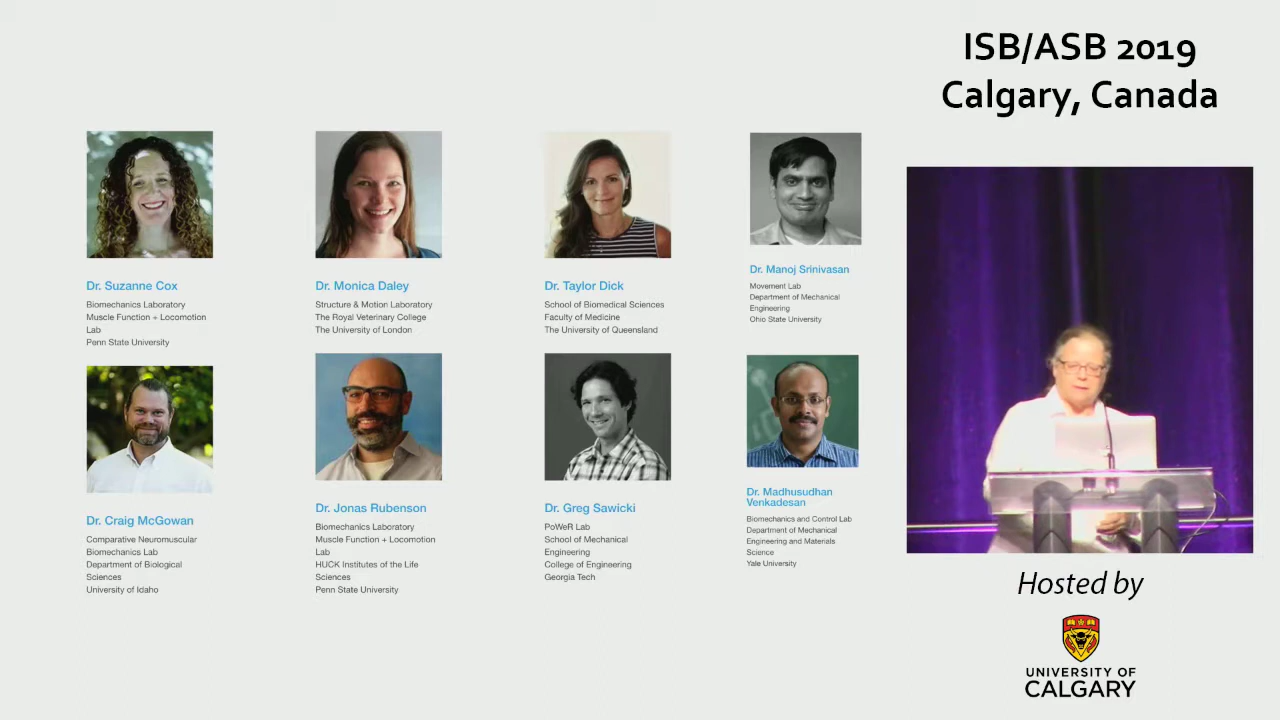 ISB/ASB 2019
Calgary, Canada
Dr. Suzanne Cox
Biomechanics Laboratory
Muscle Function + Locomotion
Lab
Penn State University
Dr. Monica Daley
Structure & Motion Laboratory
The Royal Veterinary College
The University of London
Dr. Taylor Dick
School of Biomedical Sciences
Faculty of Medicine
The University of Queensland
Dr. Manoj Srinivasan
Movement Lab
Department of Mechanical
Engineering
Ohio State University
Dr. Craig McGowan
Comparative Neuromuscular
Biomechanics Lab
Department of Biological
Sciences
University of Idaho
Dr. Jonas Rubenson
Biomechanics Laboratory
Muscle Function + Locomotion
Lab
HUCK Institutes of the Life
Sciences
Penn State University
Dr. Greg Sawicki
PoWeR Lab
School of Mechanical
Engineering
College of Engineering
Georgia Tech
Dr. Madhusudhan
Venkadesan
Biomechanics and Control Lab
Department of Mechanical
Engineering and Materials
Science
Yale University
Hosted by
UNIVERSITY OF
CALGARY